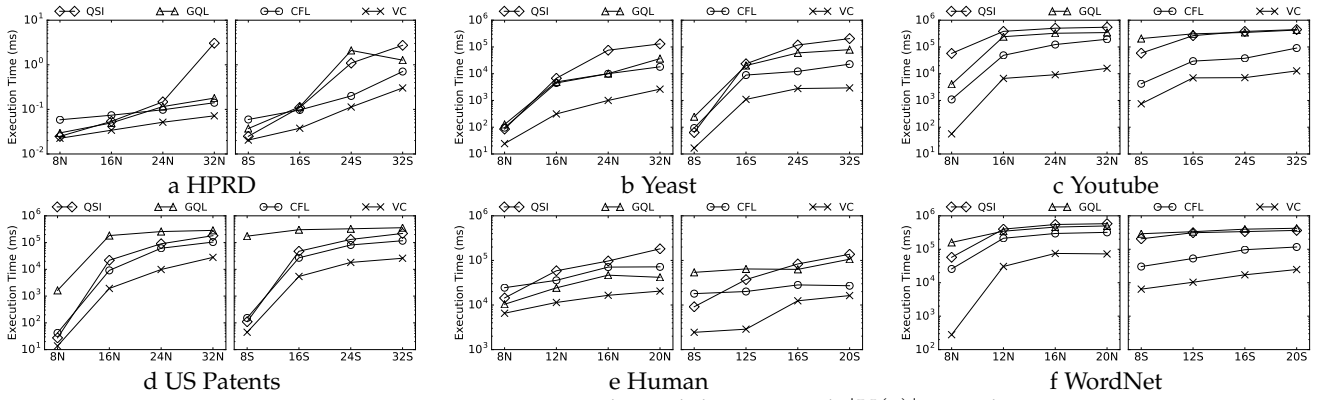 QSI GQL CFL VC
Execution Time (ms)
10^1
10^0
10^-1
10^-2
8N 16N 24N 32N 8S 16S 24S 32S
a HPRD
QSI GQL CFL VC
Execution Time (ms)
10^6
10^5
10^4
10^3
10^2
10^1
8N 16N 24N 32N 8S 16S 24S 32S
b Yeast
QSI GQL CFL VC
Execution Time (ms)
10^6
10^5
10^4
10^3
10^2
10^1
8N 16N 24N 32N 8S 16S 24S 32S
c Youtube
QSI GQL CFL VC
Execution Time (ms)
10^6
10^5
10^4
10^3
10^2
10^1
8N 16N 24N 32N 8S 16S 24S 32S
d US Patents
QSI GQL CFL VC
Execution Time (ms)
10^6
10^5
10^4
10^3
8N 12N 16N 20N 8S 12S 16S 20S
e Human
QSI GQL CFL VC
Execution Time (ms)
10^6
10^5
10^4
10^3
10^2
8N 12N 16N 20N 8S 12S 16S 20S
f WordNet